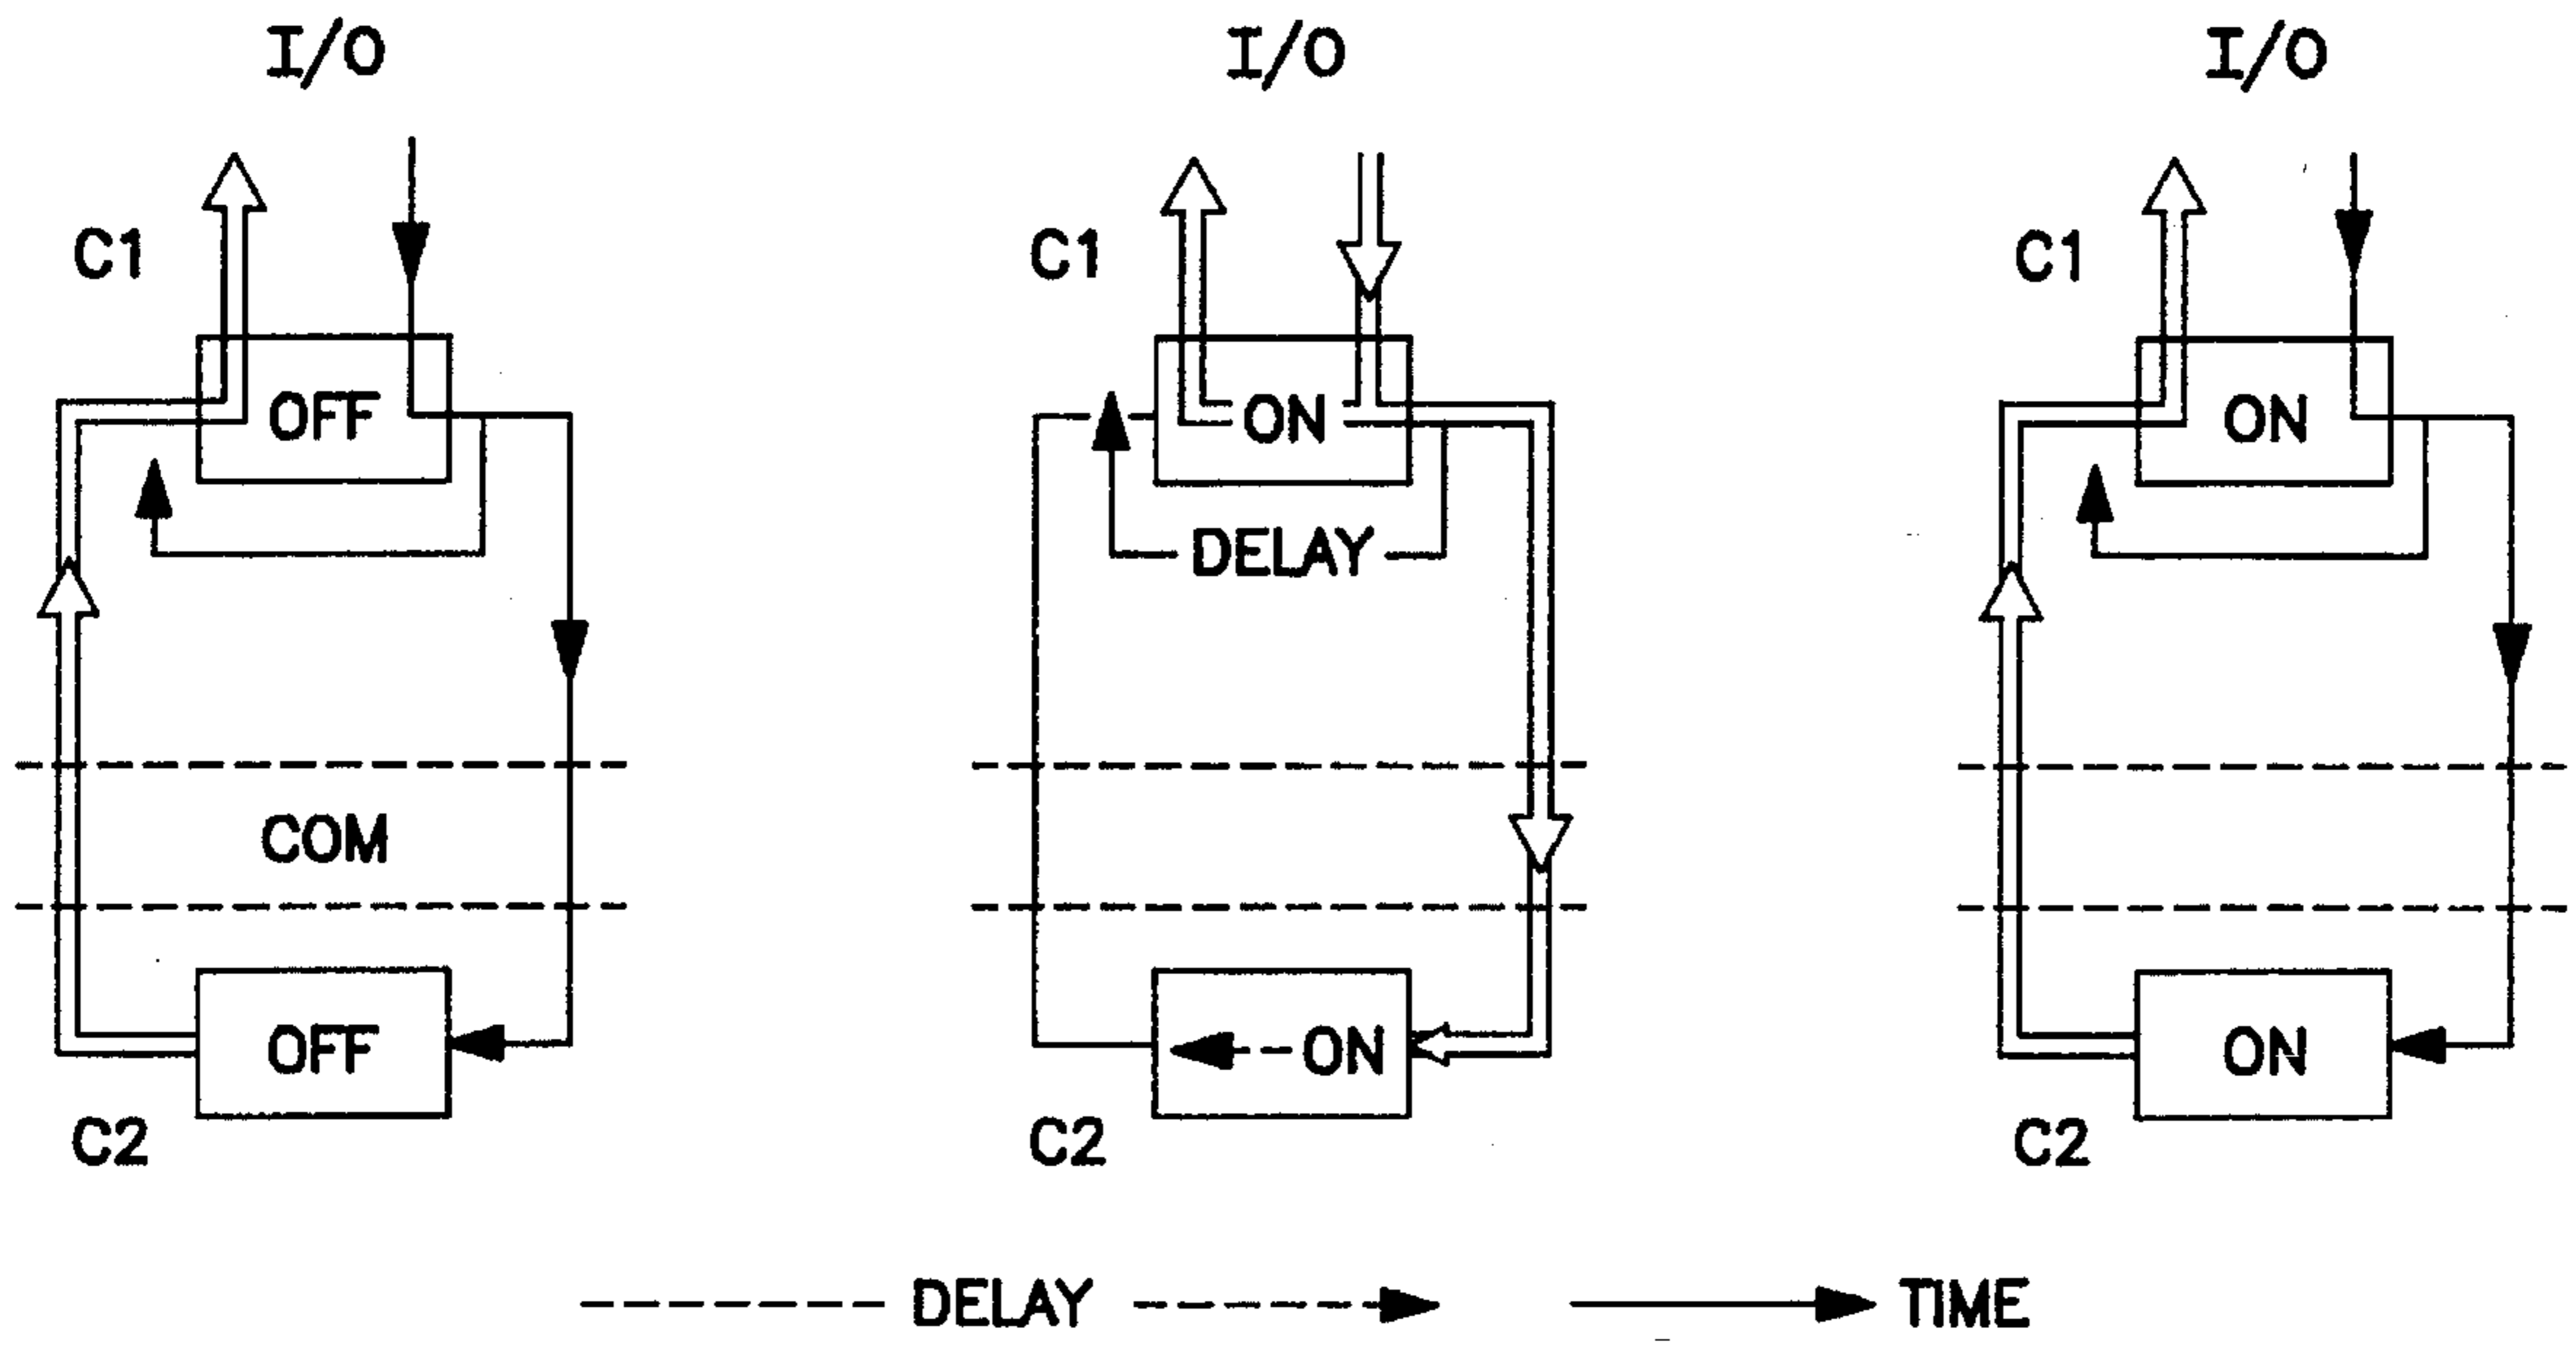 I/O I/O I/O
C1 C1 C1
OFF ON ON
DELAY
COM
OFF ON ON
C2 C2 C2
DELAY TIME